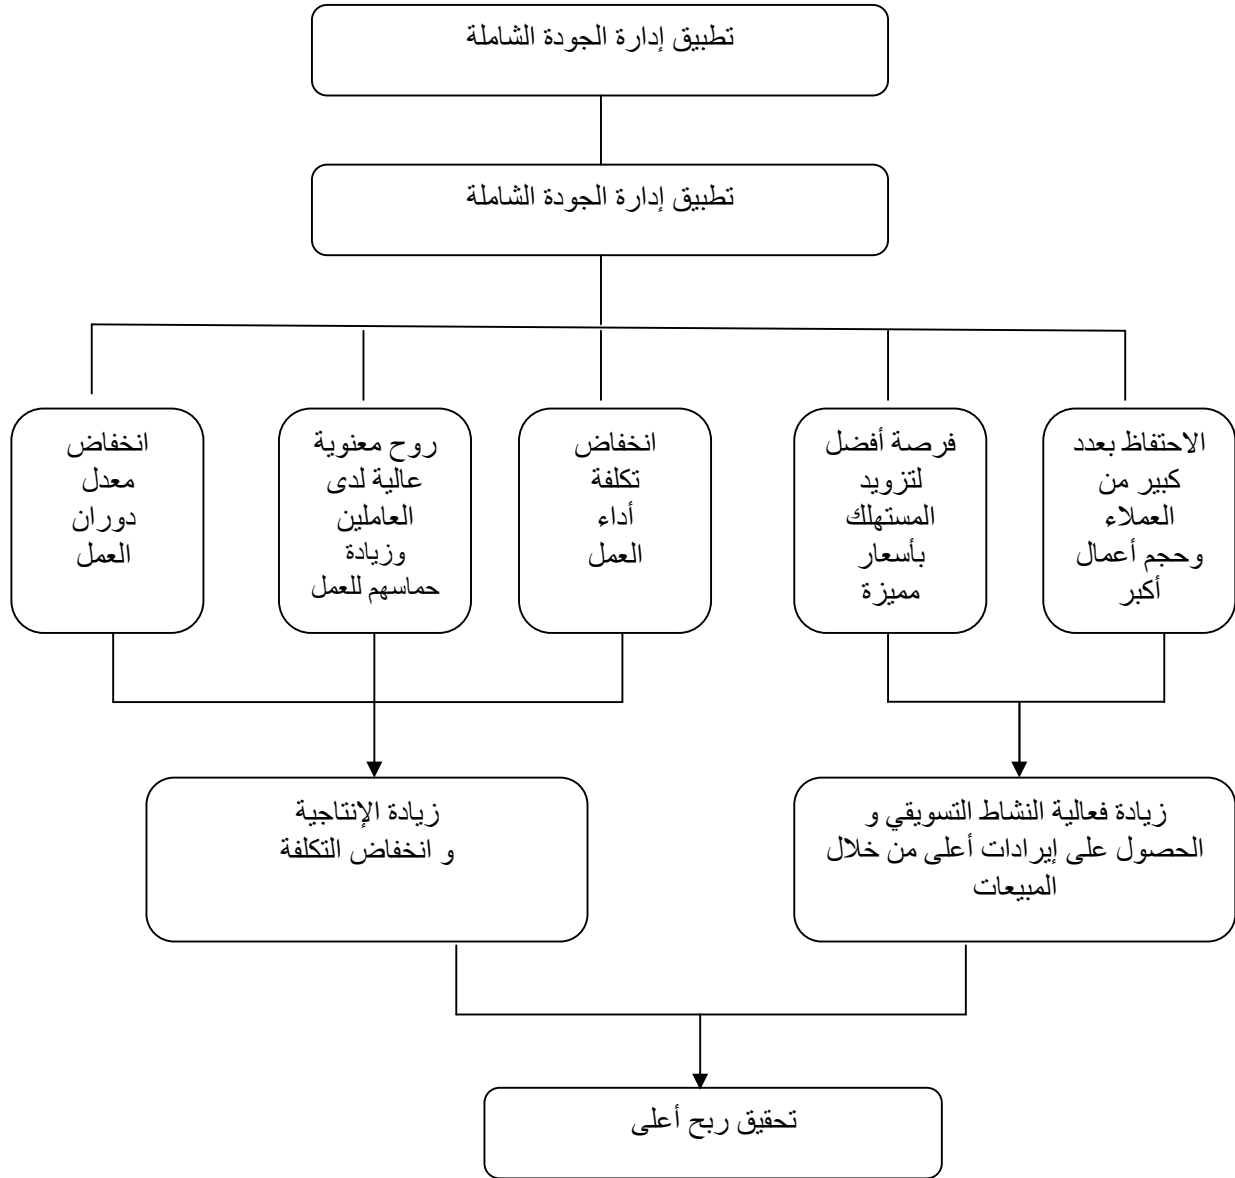 تطبيق إدارة الجودة الشاملة
تطبيق إدارة الجودة الشاملة
الاحتفاظ بعدد
كبير من
العملاء
وحجم أعمال
أكبر
فرصة أفضل
لتزويد
المستهلك
بأسعار
مميزة
انخفاض
تكلفة
أداء
العمل
روح معنوية
عالية لدى
العاملين
وزيادة
حماسهم للعمل
انخفاض
معدل
دوران
العمل
زيادة فعالية النشاط التسويقي و
الحصول على إيرادات أعلى من خلال
المبيعات
زيادة الإنتاجية
و انخفاض التكلفة
تحقيق ربح أعلى